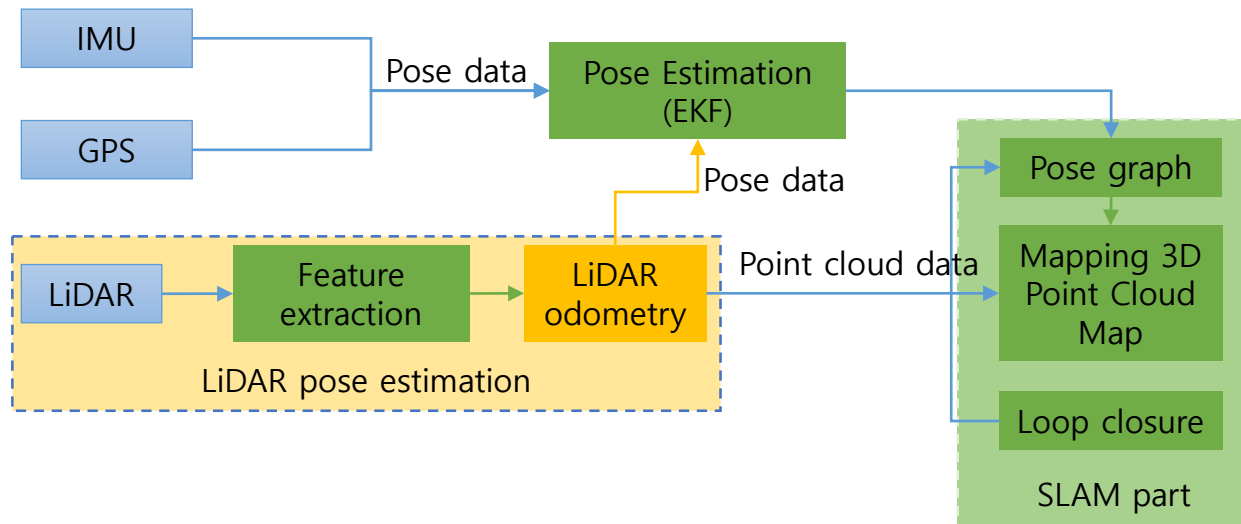 IMU
GPS
Pose data
Pose Estimation
(EKF)
Pose data
LiDAR
Feature
extraction
LiDAR
odometry
LiDAR pose estimation
Point cloud data
Pose graph
Mapping 3D
Point Cloud
Map
Loop closure
SLAM part